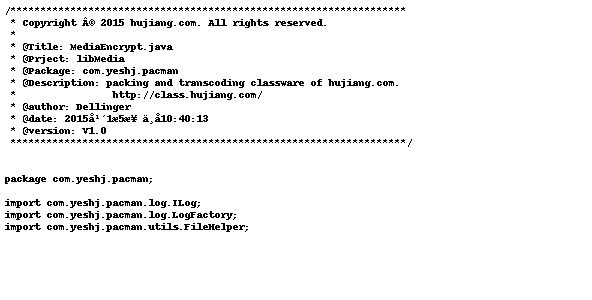 /******************************************************************
* Copyright Â© 2015 hujiang.com. All rights reserved.
*
* @Title: MediaEncrypt.java
* @Prject: libMedia
* @Package: com.yeshj.pacman
* @Description: packing and transcoding classware of hujiang.com.
* http://class.hujiang.com/
* @author: Dellinger
* @date: 2015å¹´1æ5æ¥ ä¸å10:40:13
* @version: V1.0
******************************************************************/
package com.yeshj.pacman;
import com.yeshj.pacman.log.ILog;
import com.yeshj.pacman.log.LogFactory;
import com.yeshj.pacman.utils.FileHelper;